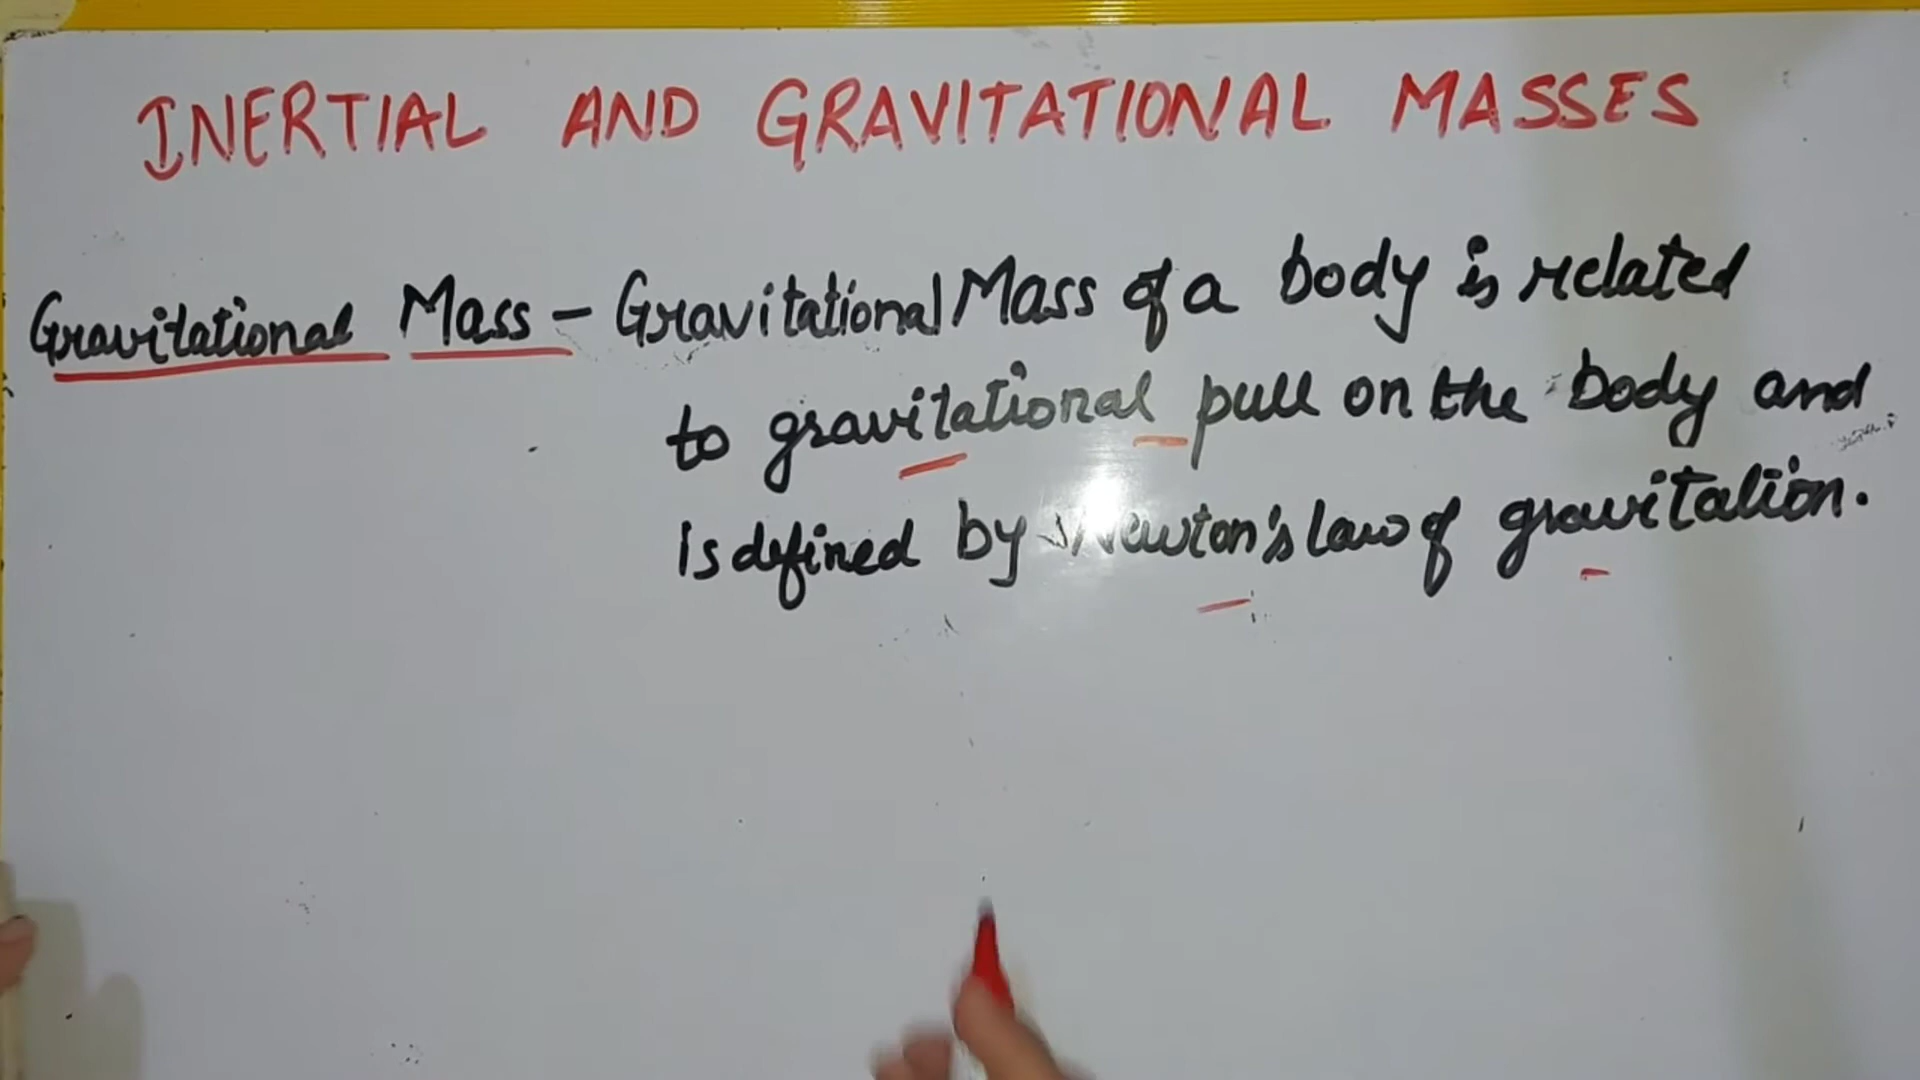 INERTIAL AND GRAVITATIONAL MASSES
Gravitational Mass - Gravitational Mass of a body is related
to gravitational pull on the body and
is defined by Newton's law of gravitation.